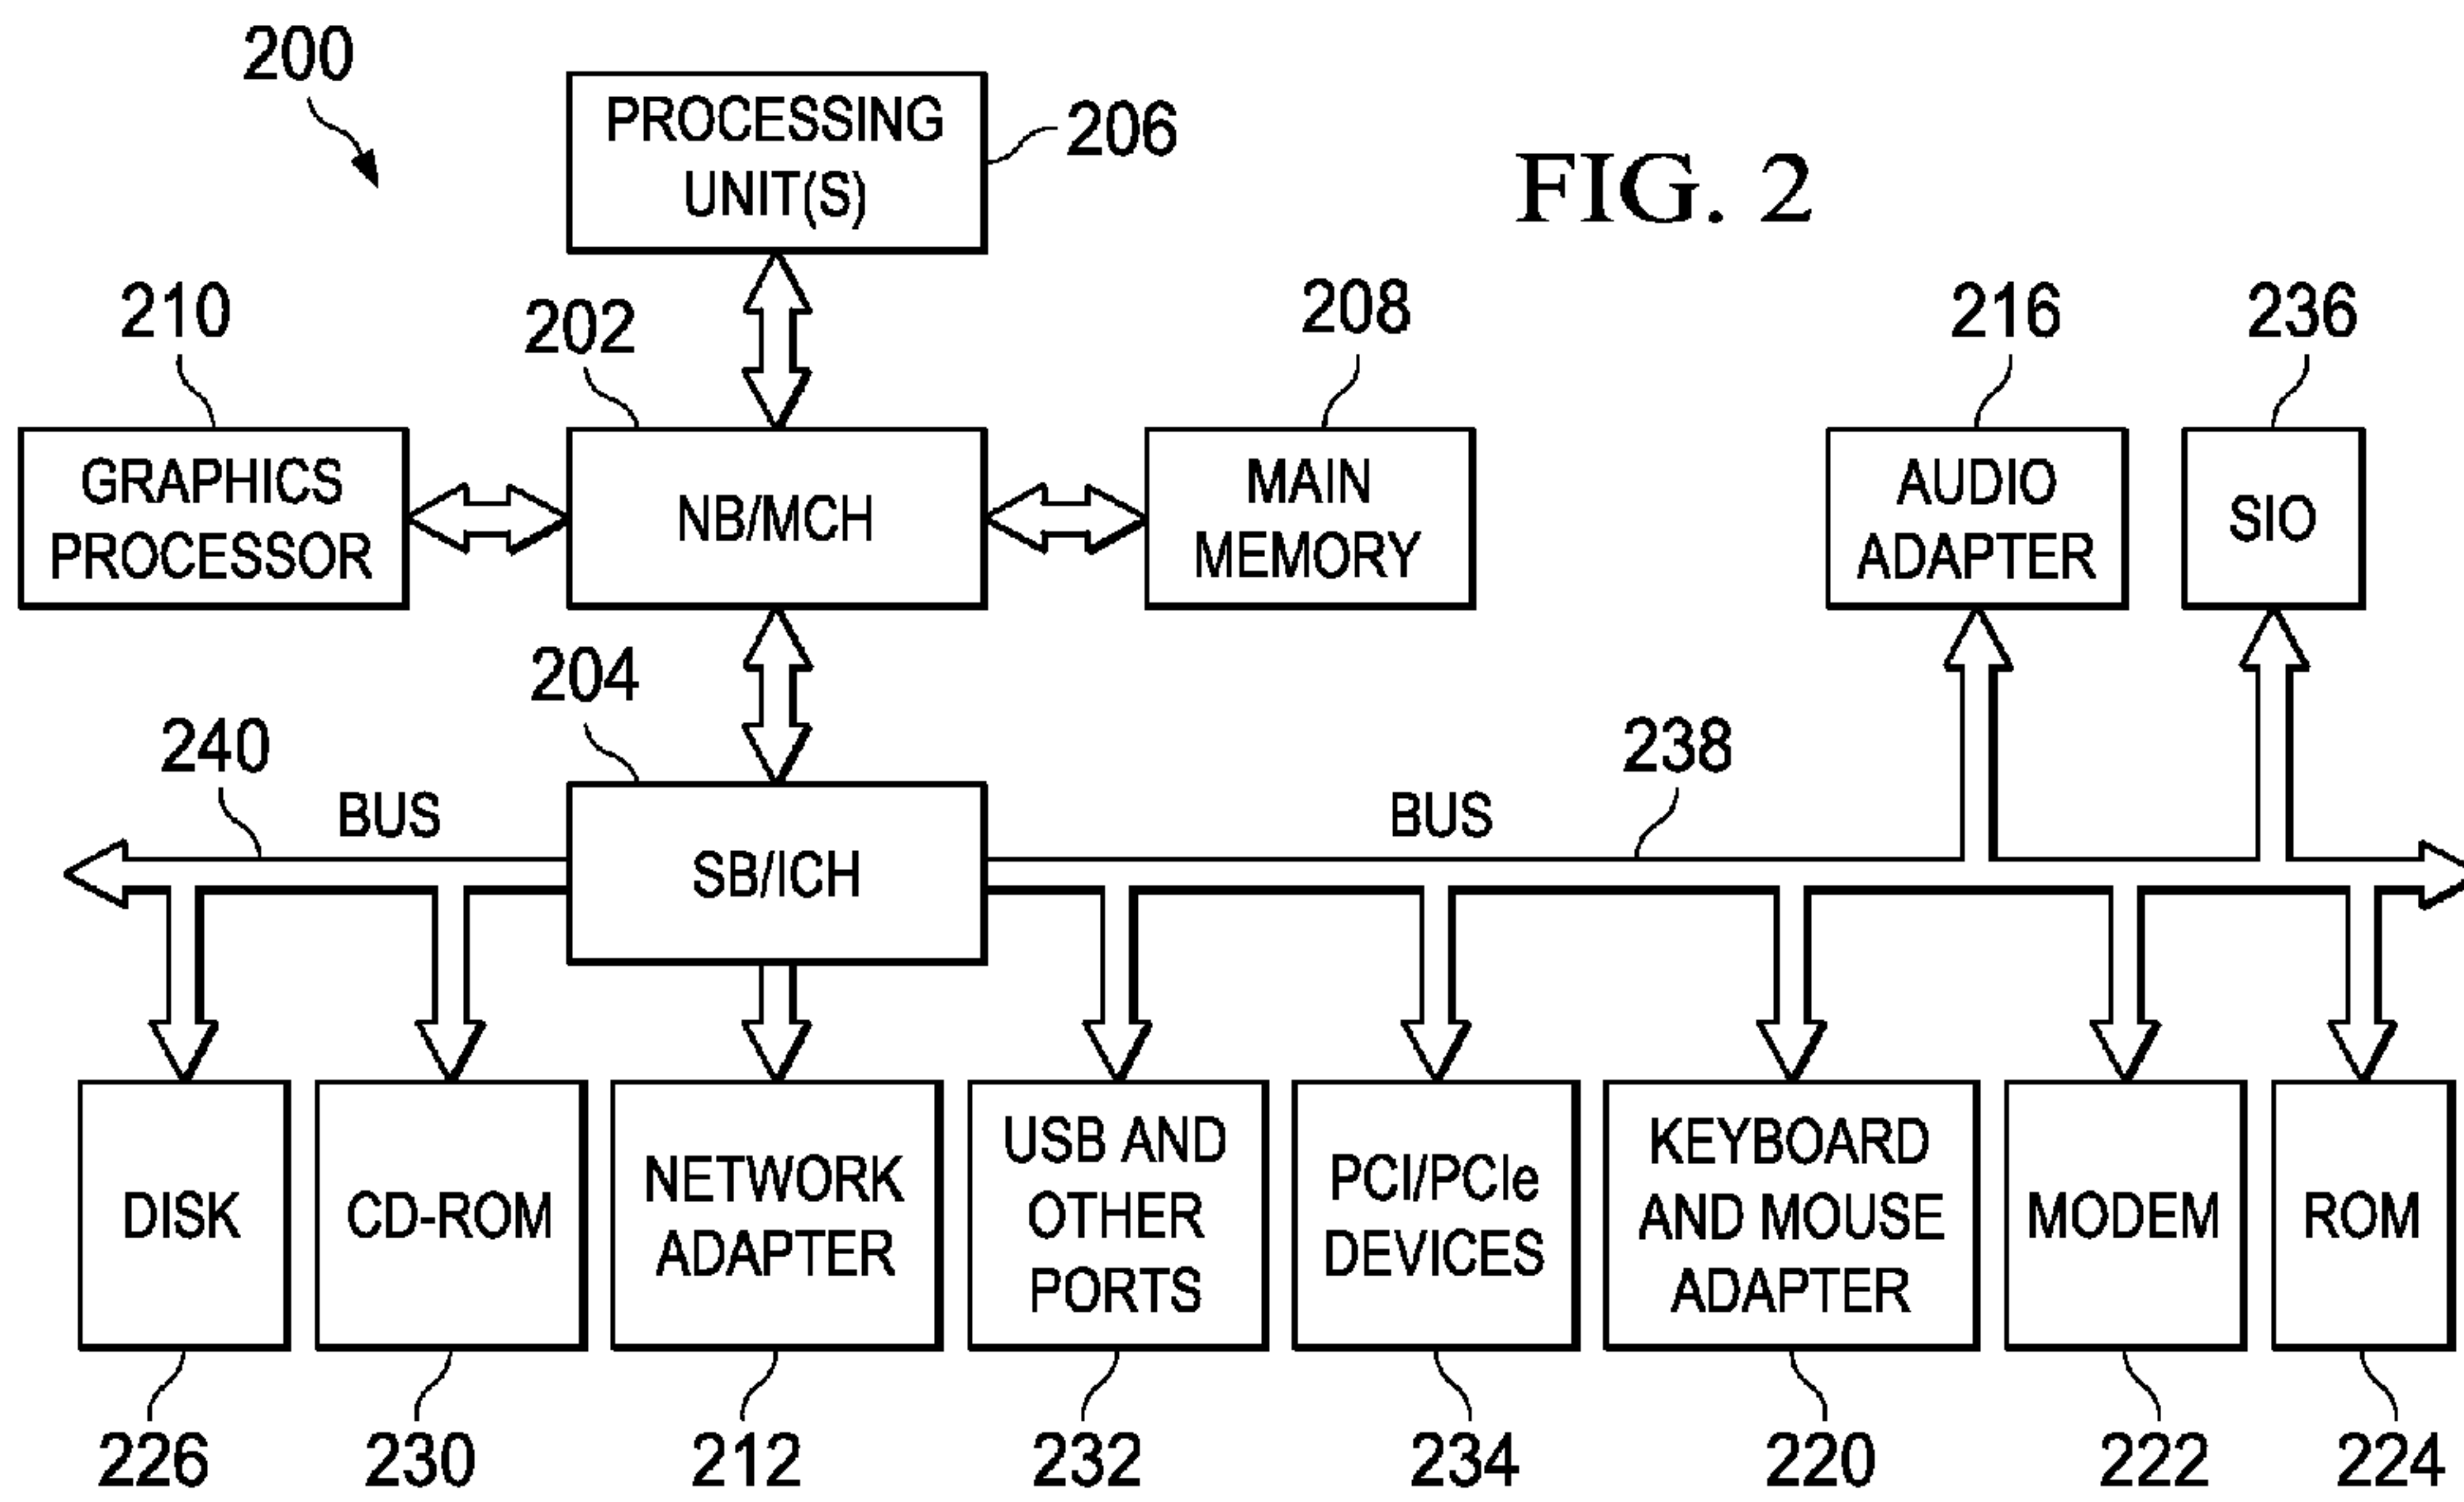 200
PROCESSING
UNIT(S)
206
FIG. 2
210
202
208
216
236
GRAPHICS
PROCESSOR
NB/MCH
MAIN
MEMORY
AUDIO
ADAPTER
SIO
204
240
BUS
238
BUS
SB/ICH
DISK
CD-ROM
NETWORK
ADAPTER
USB AND
OTHER
PORTS
PCI/PCIe
DEVICES
KEYBOARD
AND MOUSE
ADAPTER
MODEM
ROM
226
230
212
232
234
220
222
224